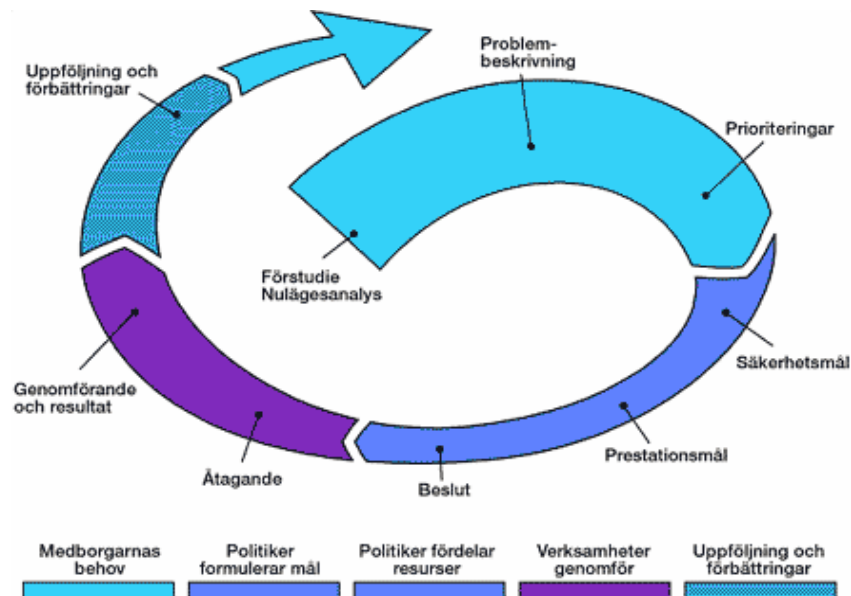 Problem-
beskrivning
Uppföljning och
förbättringar
Prioriteringar
Förstudie
Nulägesanalys
Säkerhetsmål
Genomförande
och resultat
Prestationsmål
Åtagande
Beslut
Medborgarnas
behov
Politiker
formulerar mål
Politiker fördelar
resurser
Verksamheter
genomför
Uppföljning och
förbättringar